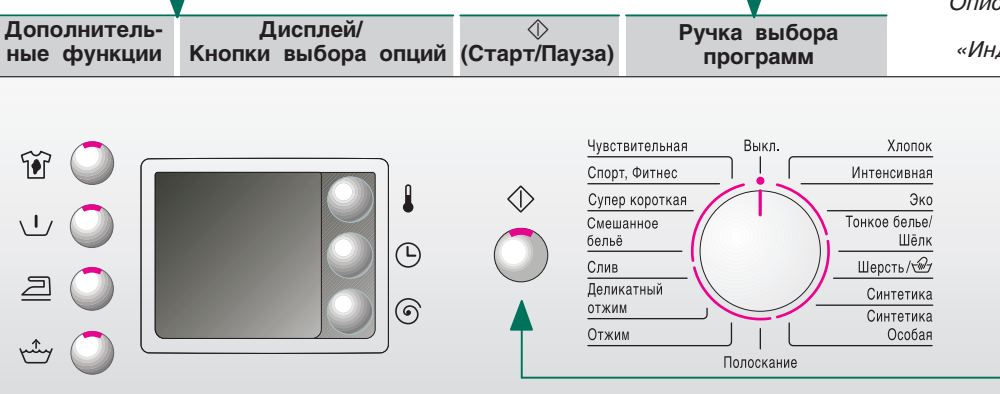 Дополнитель-
ные функции
Дисплей/
Кнопки выбора опций
(Старт/Пауза)
Ручка выбора
программ
Чувствительная
Спорт, Фитнес
Супер короткая
Смешанное
бельё
Слив
Деликатный
отжим
Отжим
Выкл.
Полоскание
Хлопок
Интенсивная
Эко
Тонкое белье/
Шёлк
Шерсть/
Синтетика
Синтетика
Особая